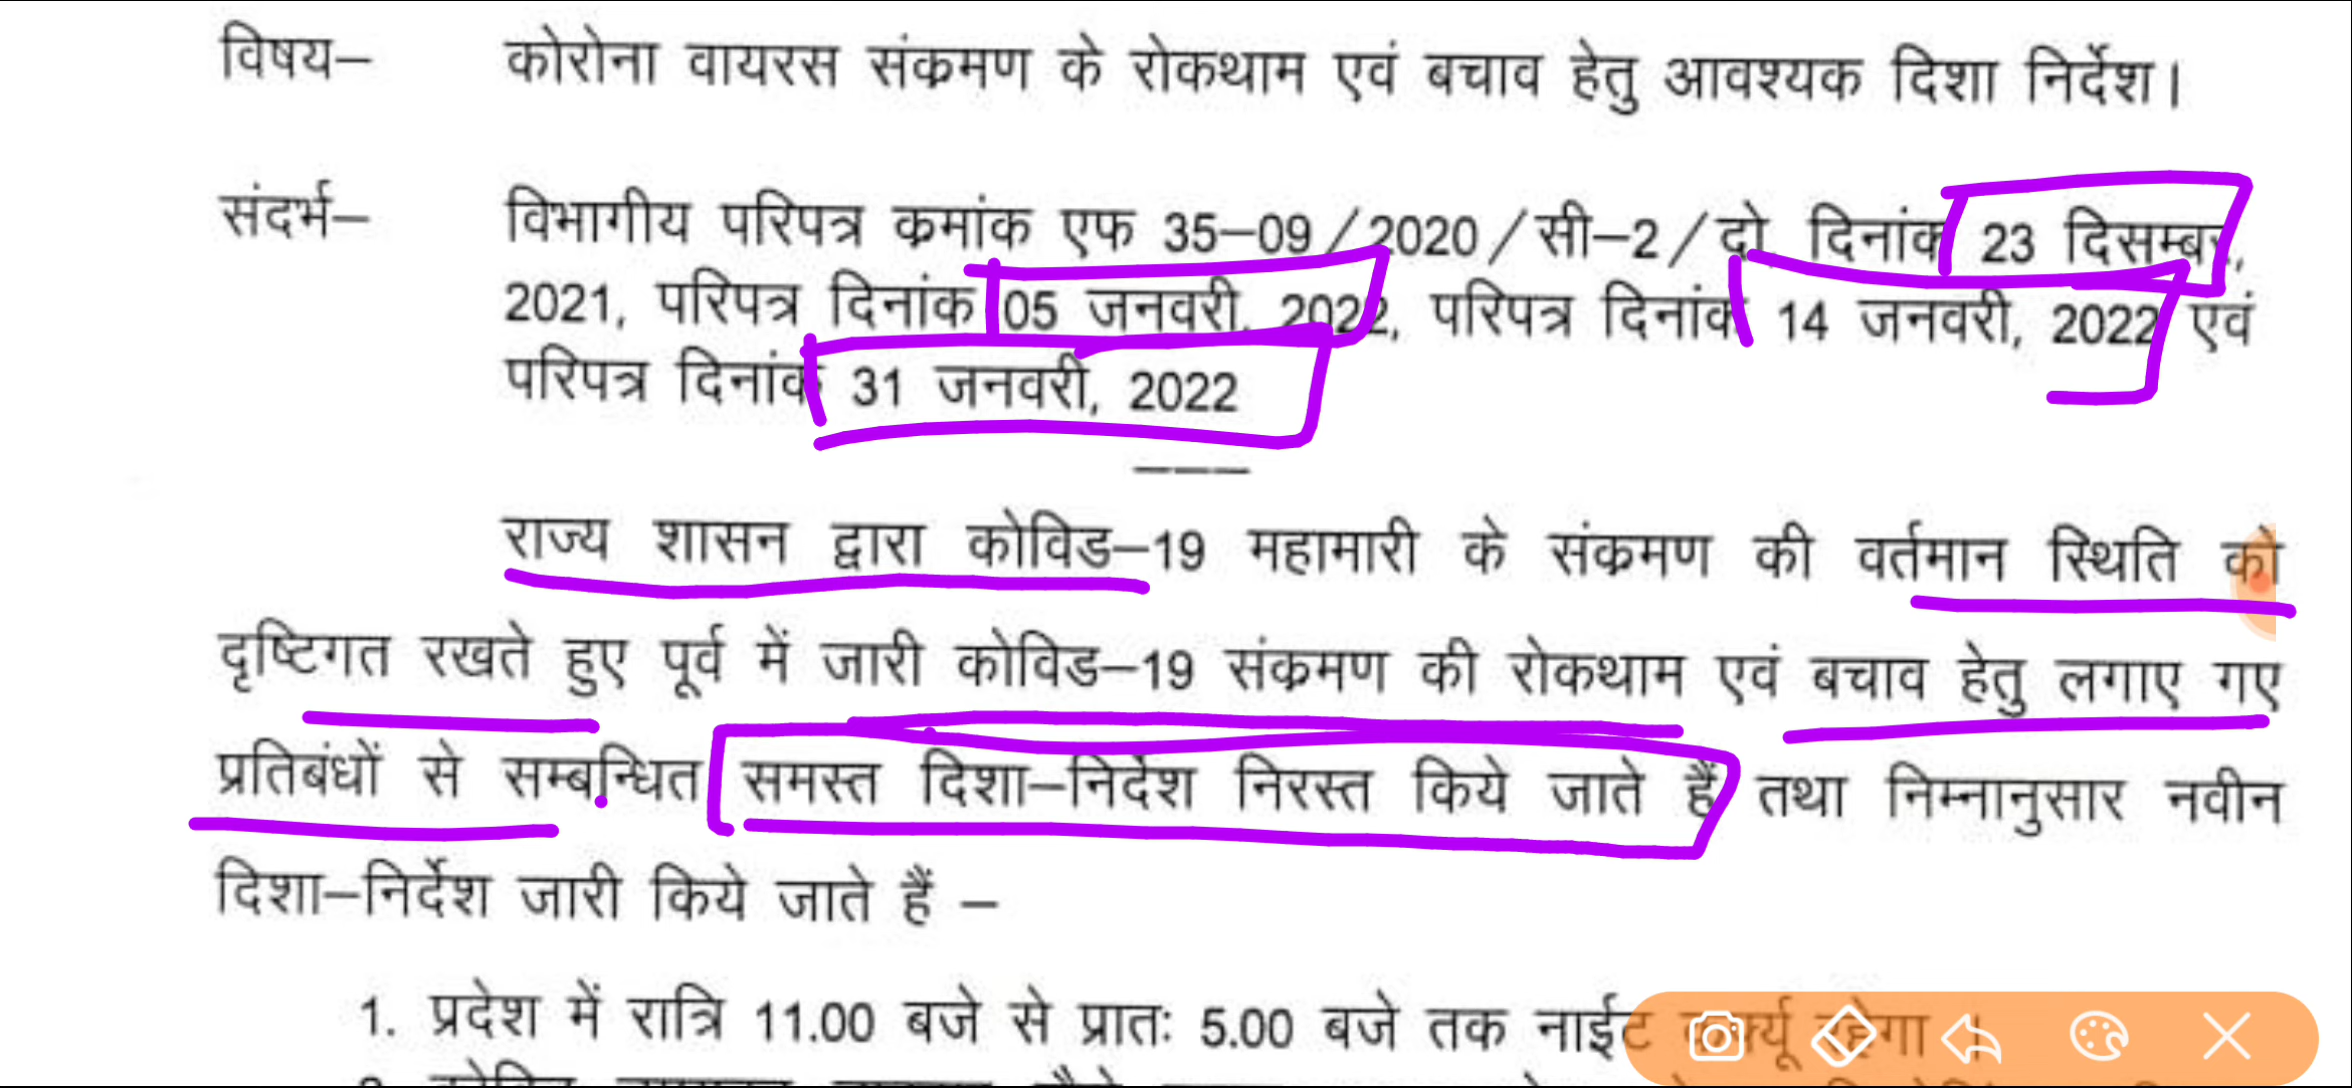 विषय– कोरोना वायरस संक्रमण के रोकथाम एवं बचाव हेतु आवश्यक दिशा निर्देश।
संदर्भ– विभागीय परिपत्र क्रमांक एफ 35–09/2020/सी–2/दो, दिनांक 23 दिसम्बर,
2021, परिपत्र दिनांक 05 जनवरी, 2022, परिपत्र दिनांक 14 जनवरी, 2022 एवं
परिपत्र दिनांक 31 जनवरी, 2022
राज्य शासन द्वारा कोविड–19 महामारी के संक्रमण की वर्तमान स्थिति को
दृष्टिगत रखते हुए पूर्व में जारी कोविड–19 संक्रमण की रोकथाम एवं बचाव हेतु लगाए गए
प्रतिबंधों से सम्बन्धित समस्त दिशा–निर्देश निरस्त किये जाते हैं तथा निम्नानुसार नवीन
दिशा–निर्देश जारी किये जाते हैं –
1. प्रदेश में रात्रि 11.00 बजे से प्रातः 5.00 बजे तक नाईट कर्फ्यू रहेगा ।